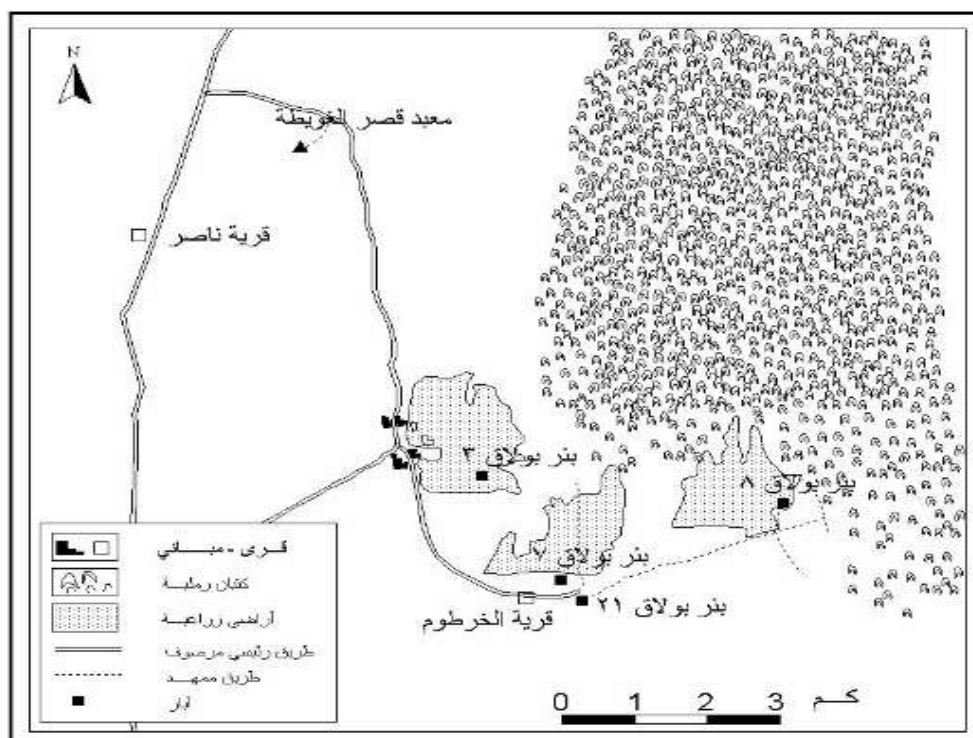 N
معبد قصر الغويطة
قرية ناصر
بئر بولاق ٣
بئر بولاق ٨
بئر بولاق ٧
بئر بولاق ٢١
قرية الخرطوم
قرى - مباني
كثبان رملية
أراضى زراعية
طريق رئيسي مرصوف
طريق ممهد
آبار
0 1 2 3 كم